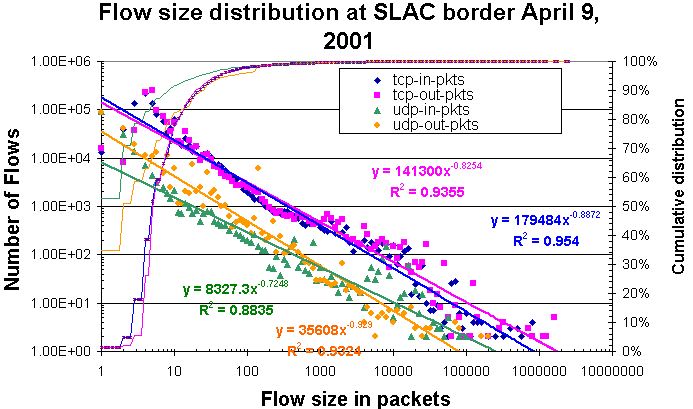 Flow size distribution at SLAC border April 9,
2001
1.00E+06
1.00E+05
1.00E+04
1.00E+03
1.00E+02
1.00E+01
1.00E+00
Number of Flows
100%
90%
80%
70%
60%
50%
40%
30%
20%
10%
0%
Cumulative distribution
tcp-in-pkts
tcp-out-pkts
udp-in-pkts
udp-out-pkts
y = 141300x^-0.8254
R² = 0.9355
y = 179484x^-0.8872
R² = 0.954
y = 8327.3x^-0.7248
R² = 0.8835
y = 35608x^-0.929
R² = 0.9324
1
10
100
1000
10000
100000
1000000
10000000
Flow size in packets